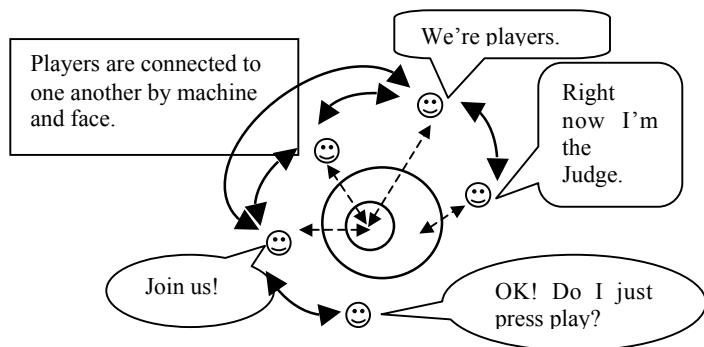 We're players.
Players are connected to
one another by machine
and face.
Right
now I'm
the
Judge.
Join us!
OK! Do I just
press play?